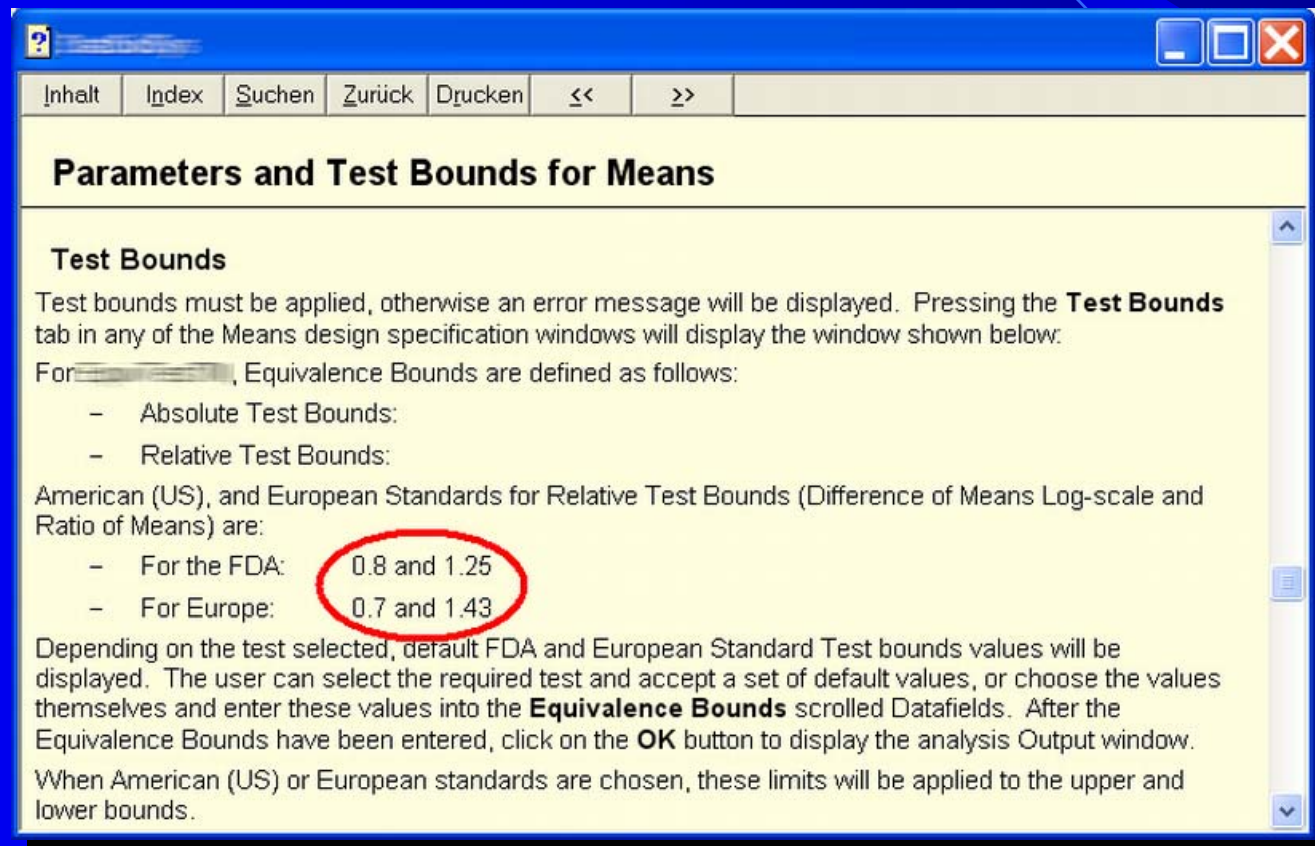 Inhalt Index Suchen Zurück Drucken << >>
Parameters and Test Bounds for Means
Test Bounds
Test bounds must be applied, otherwise an error message will be displayed. Pressing the Test Bounds
tab in any of the Means design specification windows will display the window shown below:
For , Equivalence Bounds are defined as follows:
– Absolute Test Bounds:
– Relative Test Bounds:
American (US), and European Standards for Relative Test Bounds (Difference of Means Log-scale and
Ratio of Means) are:
– For the FDA: 0.8 and 1.25
– For Europe: 0.7 and 1.43
Depending on the test selected, default FDA and European Standard Test bounds values will be
displayed. The user can select the required test and accept a set of default values, or choose the values
themselves and enter these values into the Equivalence Bounds scrolled Datafields. After the
Equivalence Bounds have been entered, click on the OK button to display the analysis Output window.
When American (US) or European standards are chosen, these limits will be applied to the upper and
lower bounds.